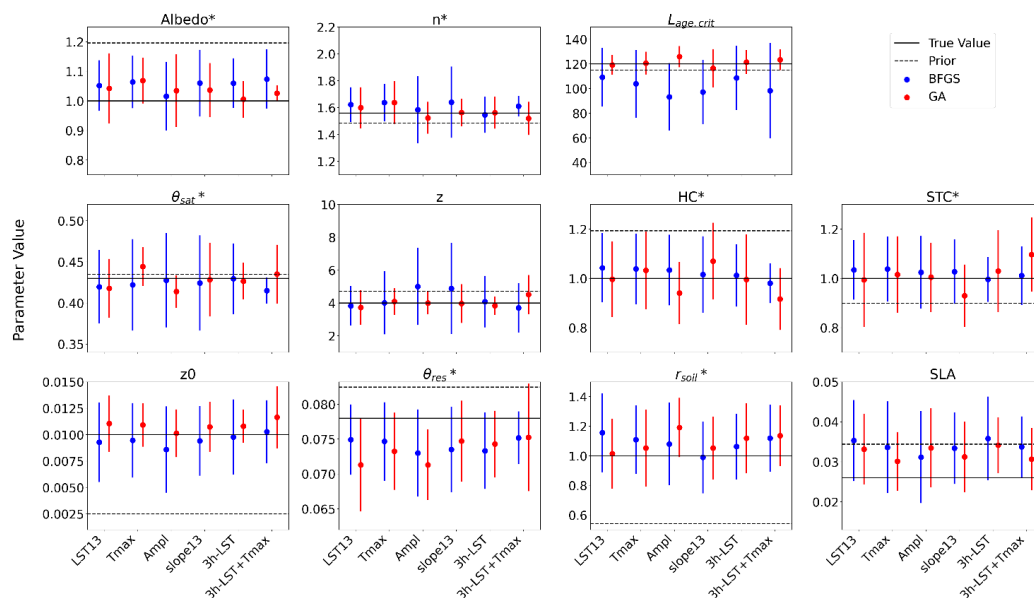 Albedo*
n*
L_age,crit
1.2
1.1
1.0
0.9
0.8
2.2
2.0
1.8
1.6
1.4
1.2
120
100
80
60
40
True Value
Prior
BFGS
GA
θ_sat*
z
HC*
STC*
0.50
0.45
0.40
0.35
10
8
6
4
2
1.2
1.0
0.8
1.2
1.0
0.8
Parameter Value
z0
θ_res*
r_soil*
SLA
0.0150
0.0125
0.0100
0.0075
0.0050
0.0025
0.080
0.075
0.070
0.065
1.4
1.2
1.0
0.8
0.6
0.05
0.04
0.03
0.02
LST13
Tmax
Ampl
slope13
3h-LST
3h-LST+Tmax
LST13
Tmax
Ampl
slope13
3h-LST
3h-LST+Tmax
LST13
Tmax
Ampl
slope13
3h-LST
3h-LST+Tmax
LST13
Tmax
Ampl
slope13
3h-LST
3h-LST+Tmax